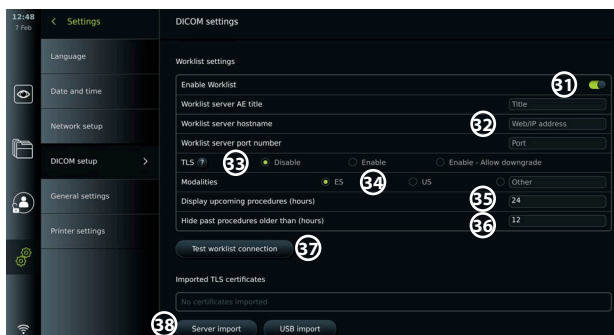 12:48
7 Feb
Settings
DICOM settings
Language
Date and time
Network setup
DICOM setup
General settings
Printer settings
Worklist settings
Enable Worklist 31
Worklist server AE title Title
Worklist server hostname 32 Web/IP address
Worklist server port number Port
TLS ? 33 Disable Enable Enable - Allow downgrade
Modalities ES 34 US Other
Display upcoming procedures (hours) 35 24
Hide past procedures older than (hours) 36 12
Test worklist connection 37
Imported TLS certificates
No certificates imported
38 Server import USB import